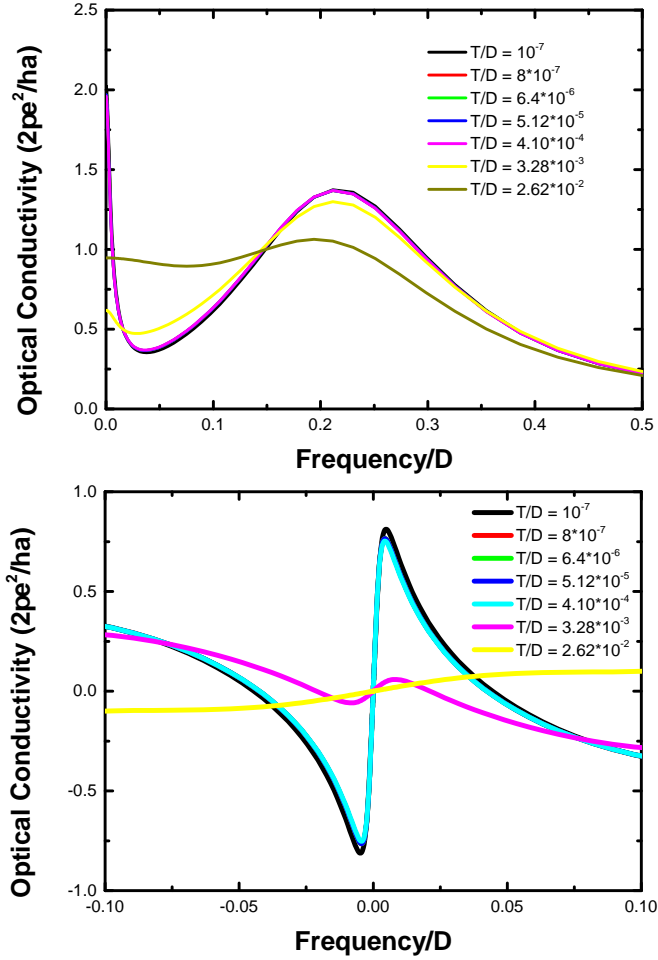 2.5
2.0
1.5
1.0
0.5
0.0
Optical Conductivity (2pe²/ha)
T/D = 10⁻⁷
T/D = 8*10⁻⁷
T/D = 6.4*10⁻⁶
T/D = 5.12*10⁻⁵
T/D = 4.10*10⁻⁴
T/D = 3.28*10⁻³
T/D = 2.62*10⁻²
0.0 0.1 0.2 0.3 0.4 0.5
Frequency/D
1.0
0.5
0.0
-0.5
-1.0
Optical Conductivity (2pe²/ha)
T/D = 10⁻⁷
T/D = 8*10⁻⁷
T/D = 6.4*10⁻⁶
T/D = 5.12*10⁻⁵
T/D = 4.10*10⁻⁴
T/D = 3.28*10⁻³
T/D = 2.62*10⁻²
-0.10 -0.05 0.00 0.05 0.10
Frequency/D